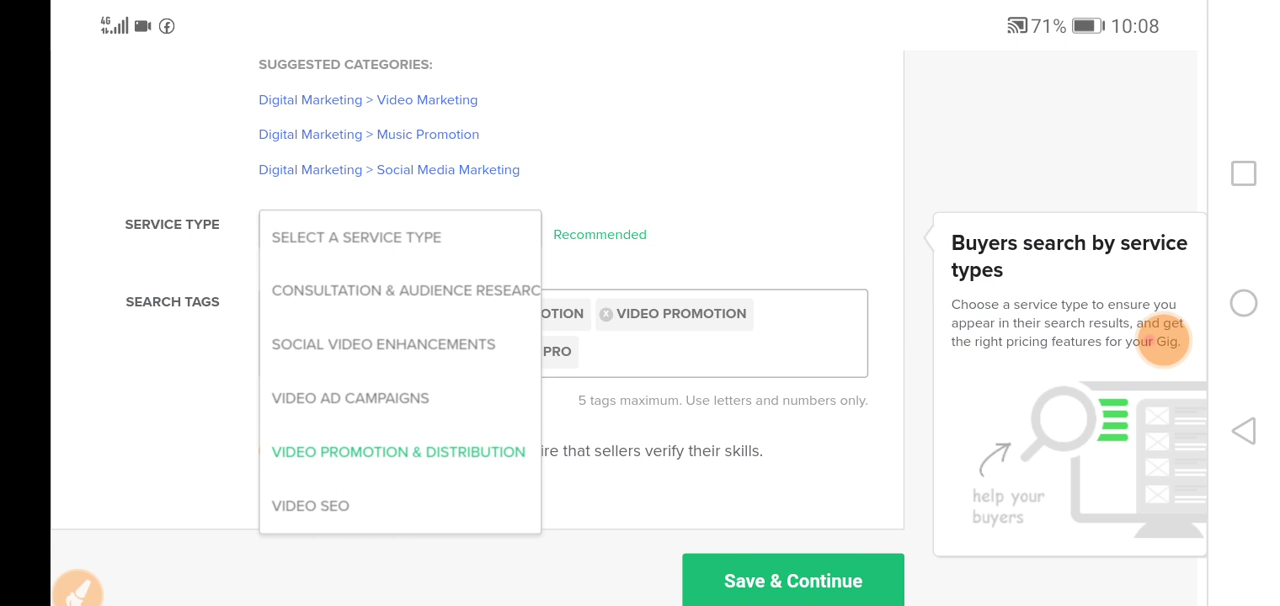 4G 71% 10:08
SUGGESTED CATEGORIES:
Digital Marketing > Video Marketing
Digital Marketing > Music Promotion
Digital Marketing > Social Media Marketing
SERVICE TYPE
SELECT A SERVICE TYPE
Recommended
CONSULTATION & AUDIENCE RESEARC
SOCIAL VIDEO ENHANCEMENTS
VIDEO AD CAMPAIGNS
VIDEO PROMOTION & DISTRIBUTION
VIDEO SEO
SEARCH TAGS
OTION x VIDEO PROMOTION
PRO
5 tags maximum. Use letters and numbers only.
ire that sellers verify their skills.
Save & Continue
Buyers search by service
types
Choose a service type to ensure you
appear in their search results, and get
the right pricing features for your Gig.
help your
buyers